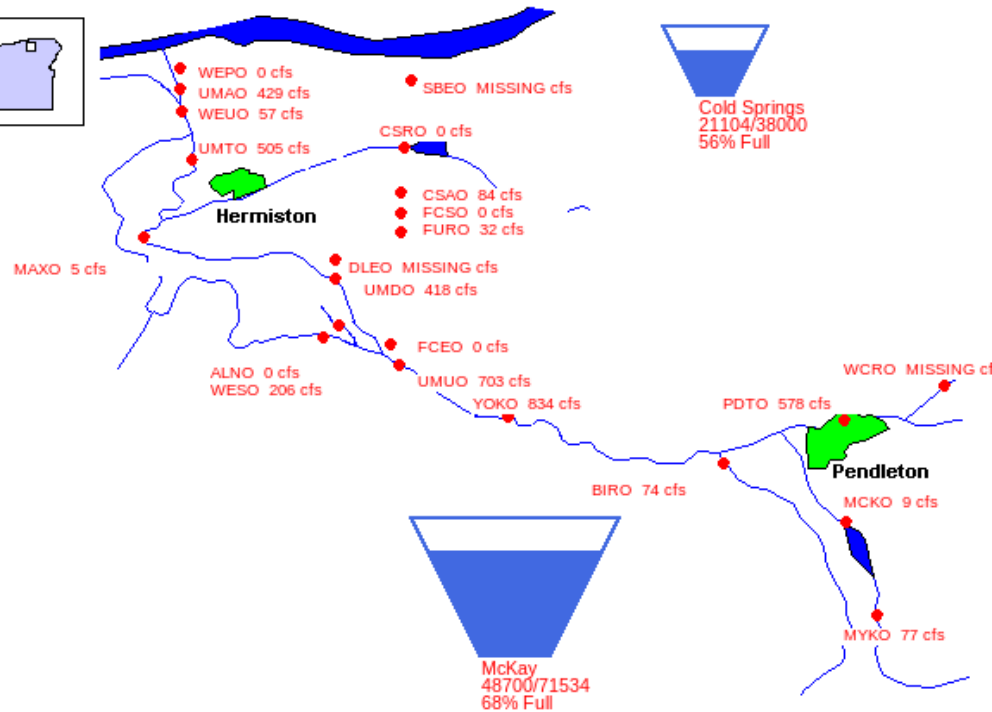 WEPO 0 cfs
UMAO 429 cfs
SBEO MISSING cfs
WEUO 57 cfs
Cold Springs
21104/38000
56% Full
CSRO 0 cfs
UMTO 505 cfs
CSAO 84 cfs
FCSO 0 cfs
FURO 32 cfs
Hermiston
MAXO 5 cfs
DLEO MISSING cfs
UMDO 418 cfs
FCEO 0 cfs
ALNO 0 cfs
WESO 206 cfs
UMUO 703 cfs
WCRO MISSING cf
YOKO 834 cfs
PDTO 578 cfs
Pendleton
BIRO 74 cfs
MCKO 9 cfs
MYKO 77 cfs
McKay
48700/71534
68% Full